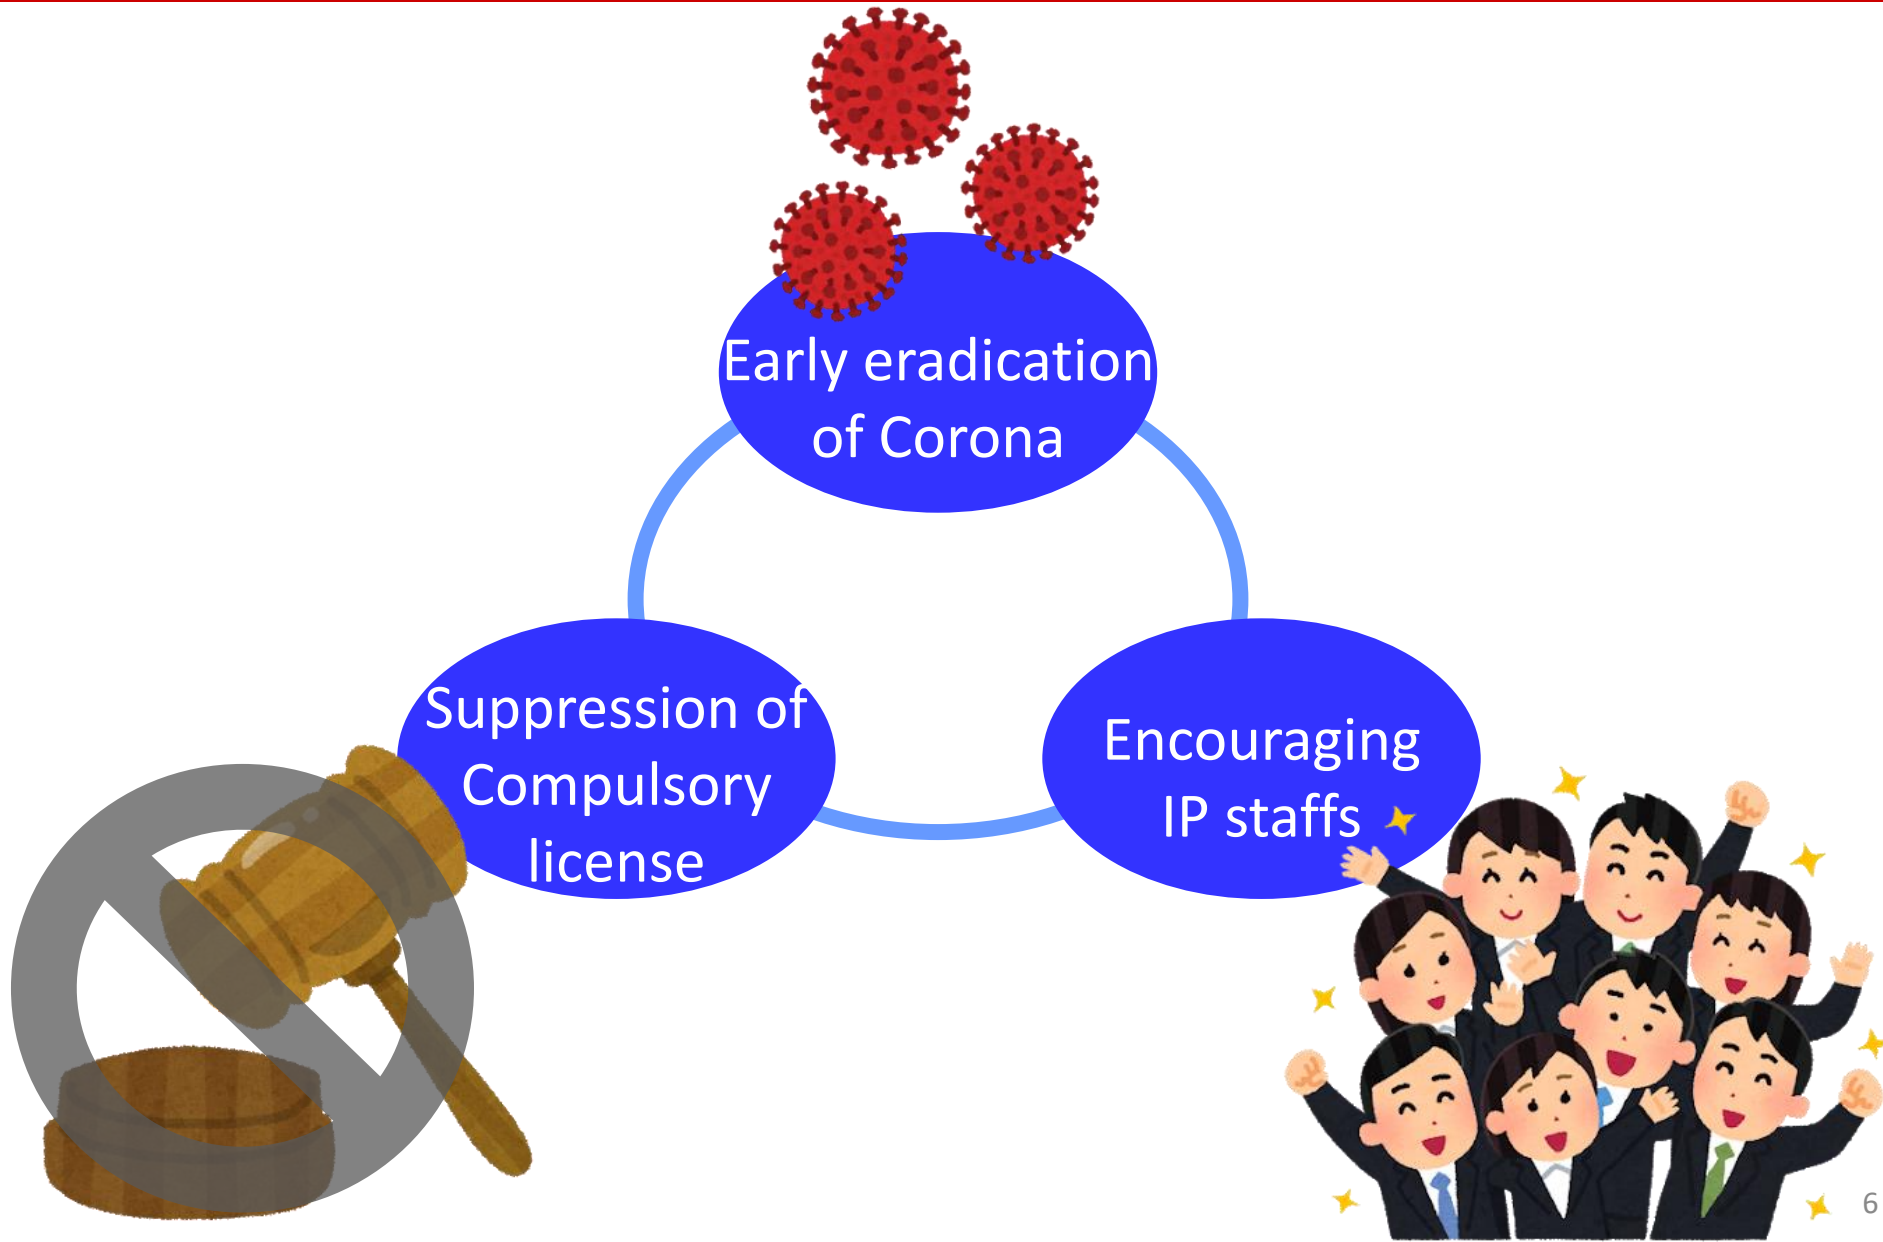 Early eradication
of Corona
Suppression of
Compulsory
license
Encouraging
IP staffs
6